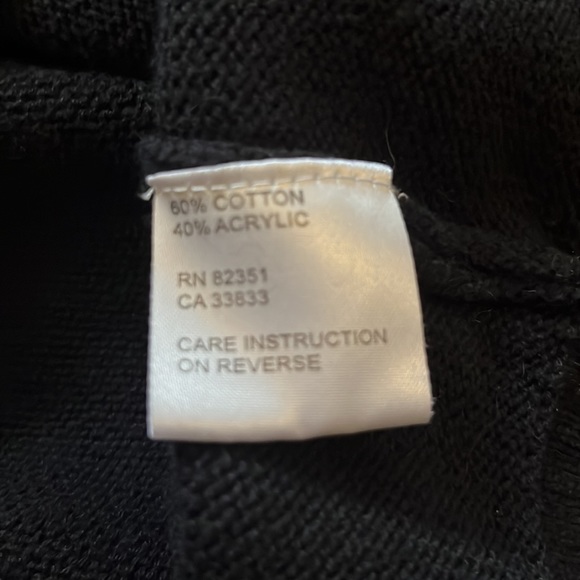 60% COTTON
40% ACRYLIC
RN 82351
CA 33833
CARE INSTRUCTION
ON REVERSE